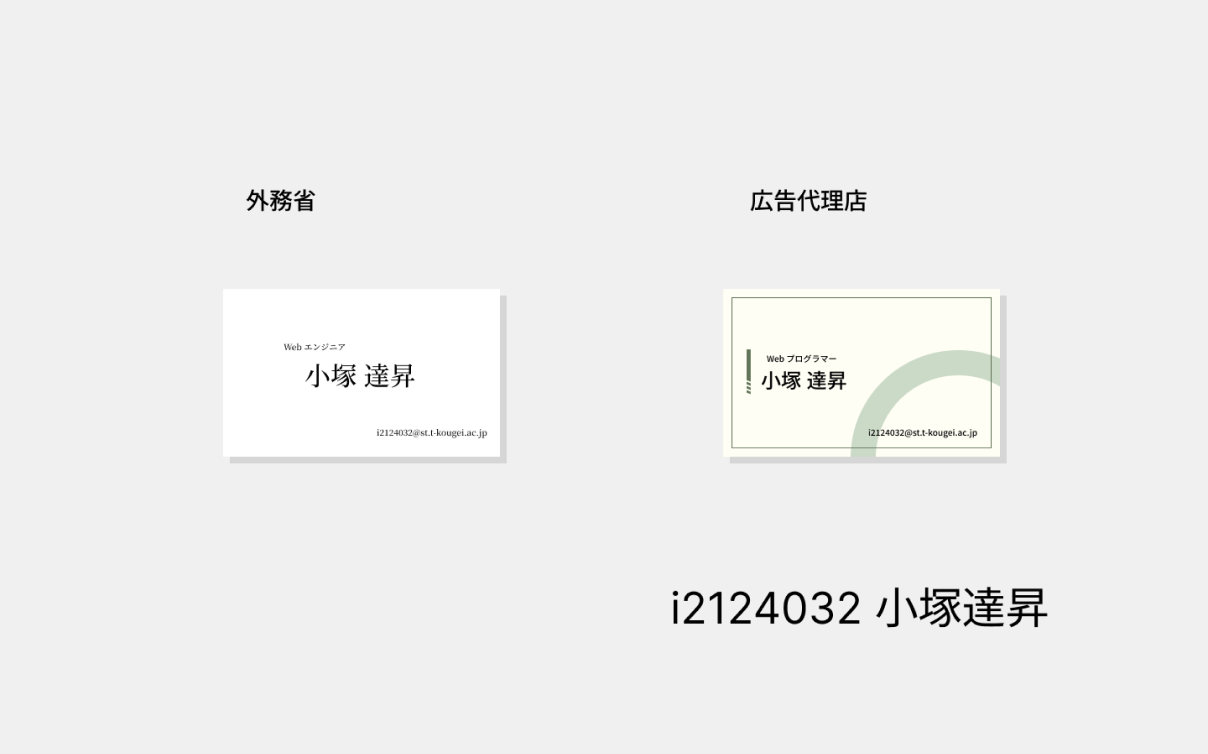 外務省
Web エンジニア
小塚 達昇
i2124032@st.t-kougei.ac.jp
広告代理店
Web プログラマー
小塚 達昇
i2124032@st.t-kougei.ac.jp
i2124032 小塚達昇